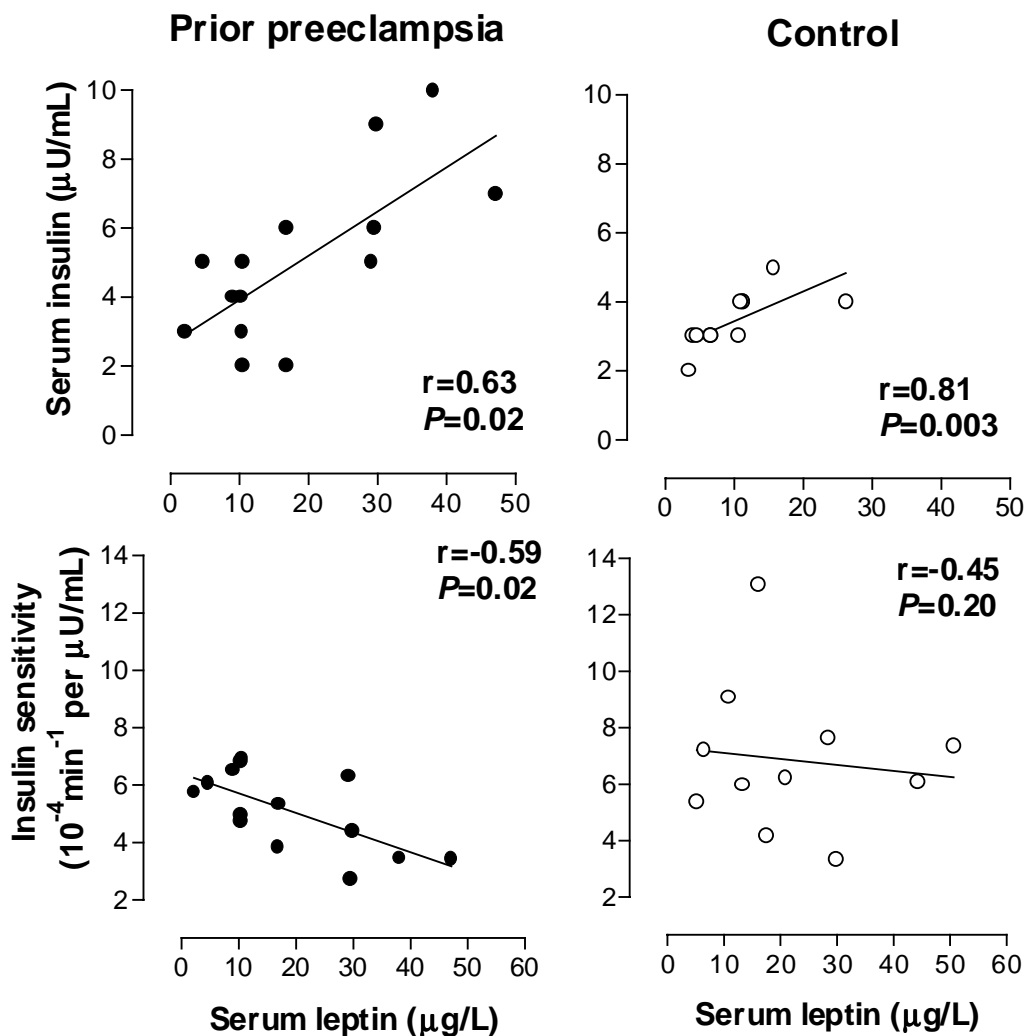 Prior preeclampsia
Control
Serum insulin (μU/mL)
10
8
6
4
2
0
r=0.63
P=0.02
0 10 20 30 40 50
10
8
6
4
2
0
r=0.81
P=0.003
0 10 20 30 40 50
Insulin sensitivity
(10⁻⁴ min⁻¹ per μU/mL)
14
12
10
8
6
4
2
r=-0.59
P=0.02
0 10 20 30 40 50 60
Serum leptin (μg/L)
14
12
10
8
6
4
2
r=-0.45
P=0.20
0 10 20 30 40 50 60
Serum leptin (μg/L)